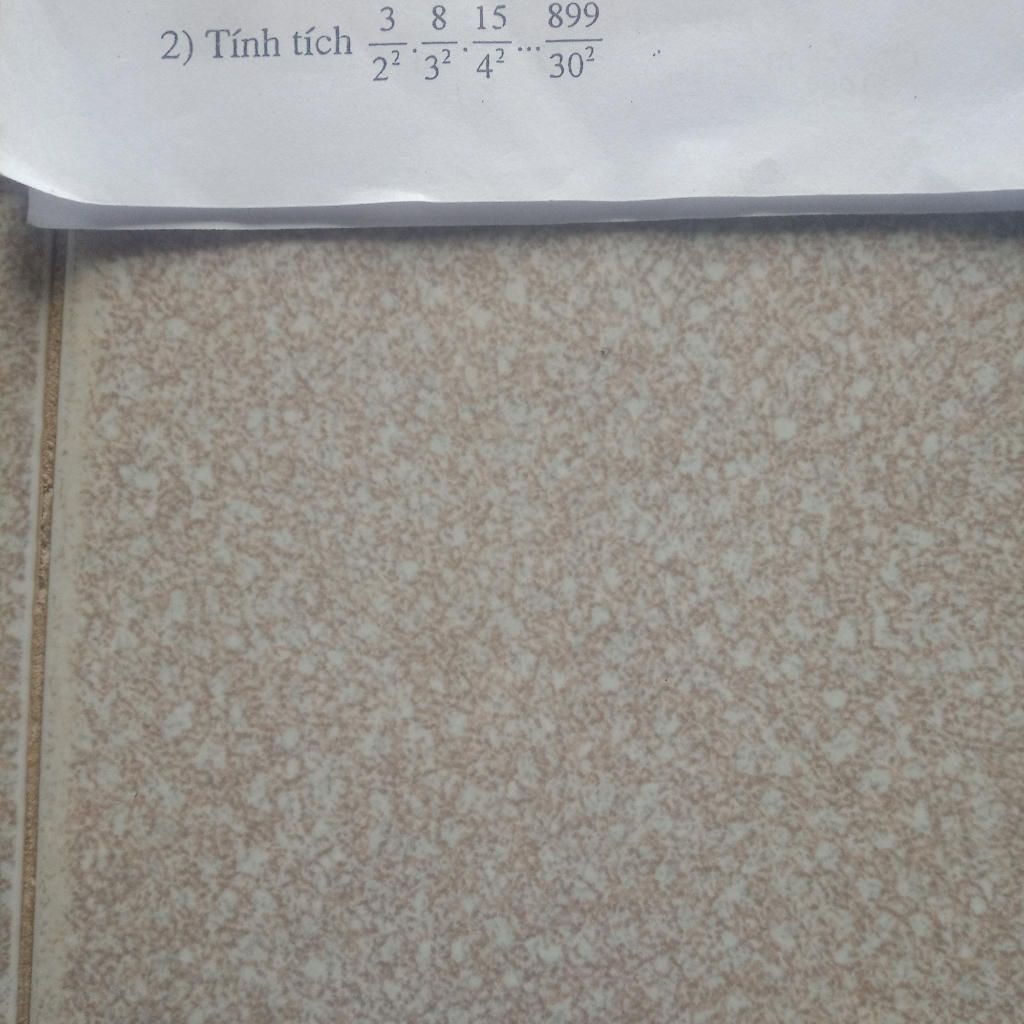 2) Tính tích 3/2² . 8/3² . 15/4² ... 899/30²